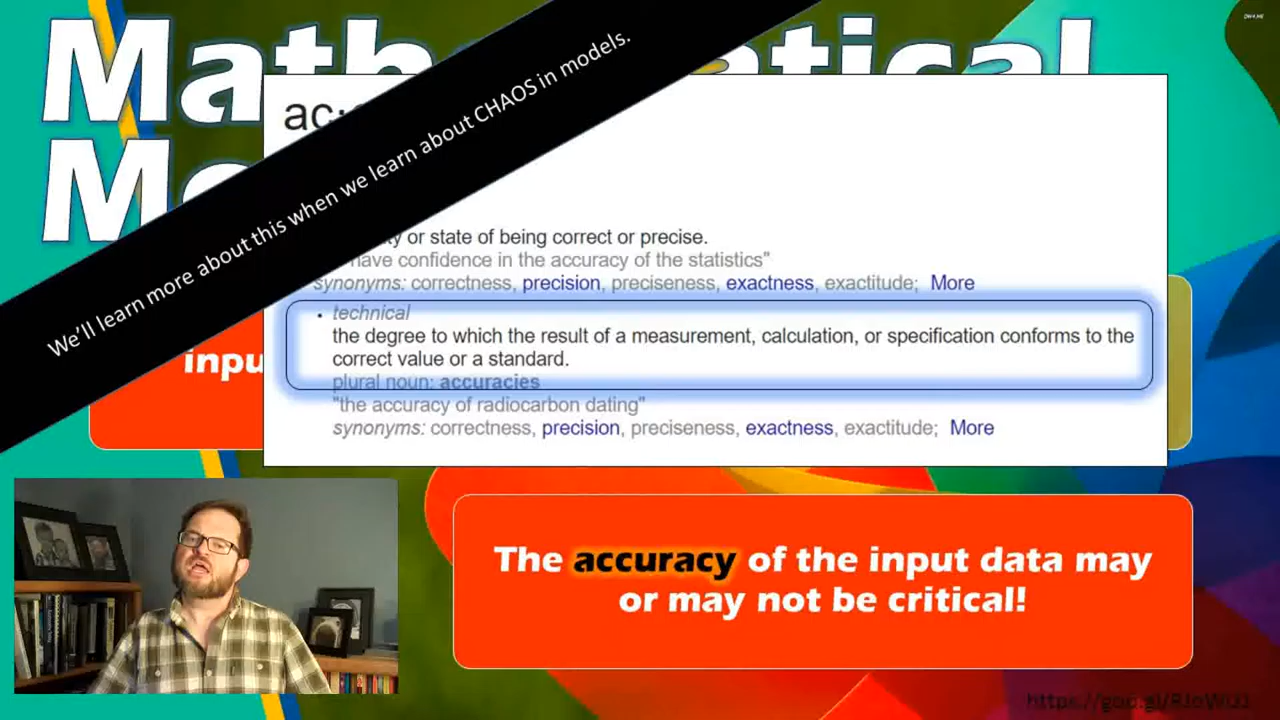 We'll learn more about this when we learn about CHAOS in models.
ac·
or state of being correct or precise.
have confidence in the accuracy of the statistics"
synonyms: correctness, precision, preciseness, exactness, exactitude; More
• technical
the degree to which the result of a measurement, calculation, or specification conforms to the
correct value or a standard.
plural noun: accuracies
"the accuracy of radiocarbon dating"
synonyms: correctness, precision, preciseness, exactness, exactitude; More
inpu
The accuracy of the input data may
or may not be critical!